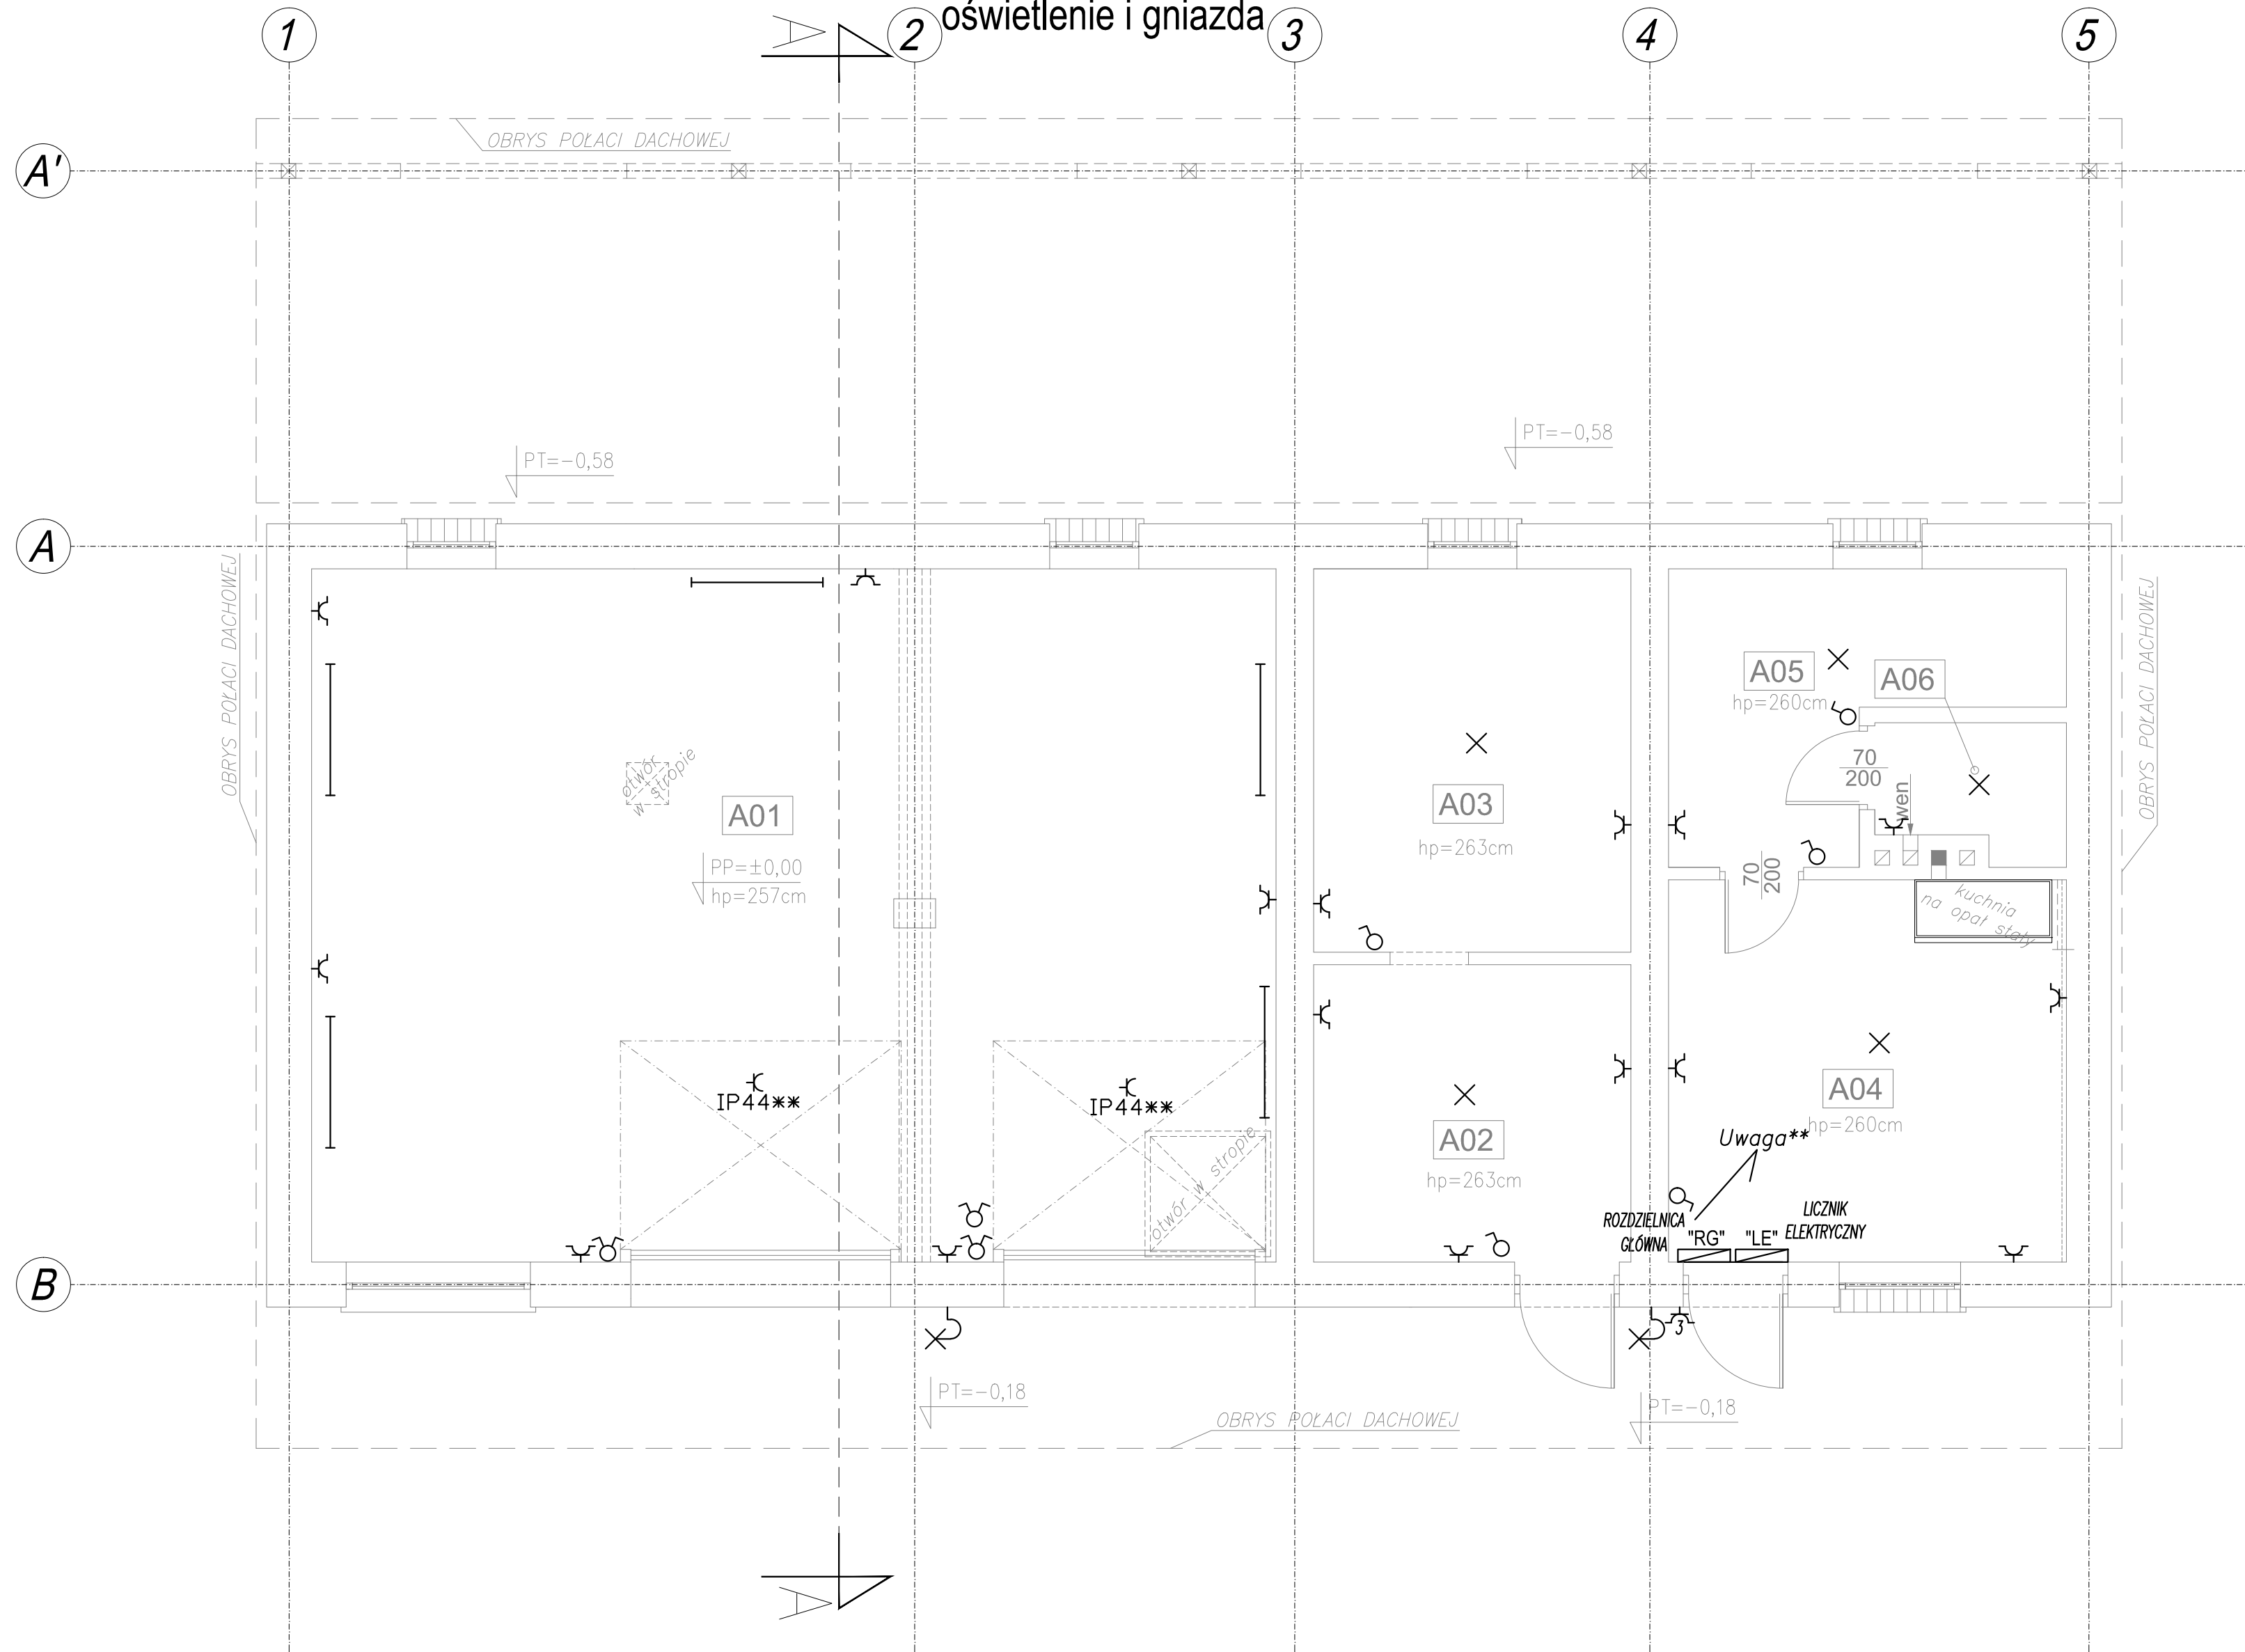 oświetlenie i gniazda
1
A
2
3
4
5
A'
OBRYS POŁACI DACHOWEJ
PT=-0,58
PT=-0,58
A
OBRYS POŁACI DACHOWEJ
OBRYS POŁACI DACHOWEJ
A05
hp=260cm
A06
70
200
wen
otwór
w stropie
A01
PP=±0,00
hp=257cm
A03
hp=263cm
70
200
kuchnia
na opał stały
IP44**
IP44**
A04
hp=260cm
A02
hp=263cm
Uwaga**
otwór w stropie
ROZDZIELNICA
GŁÓWNA
"RG"
"LE"
LICZNIK
ELEKTRYCZNY
B
3
PT=-0,18
PT=-0,18
OBRYS POŁACI DACHOWEJ
A